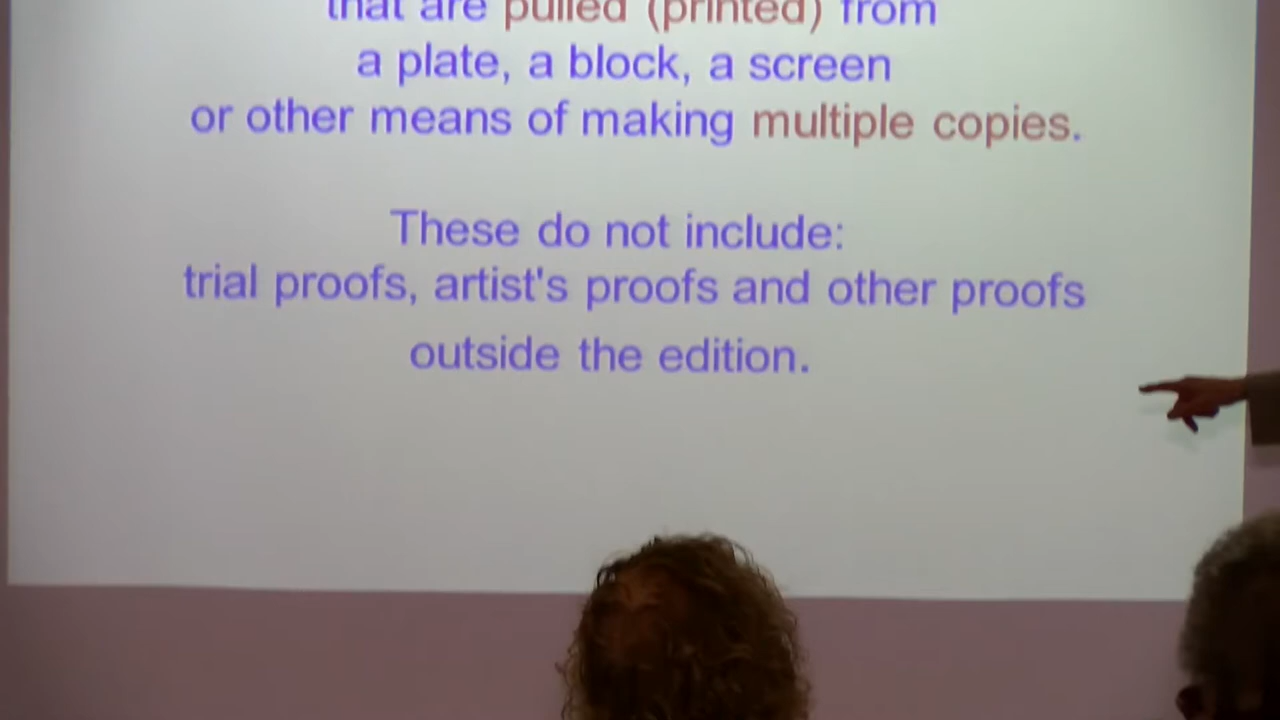 that are pulled (printed) from
a plate, a block, a screen
or other means of making multiple copies.
These do not include:
trial proofs, artist's proofs and other proofs
outside the edition.